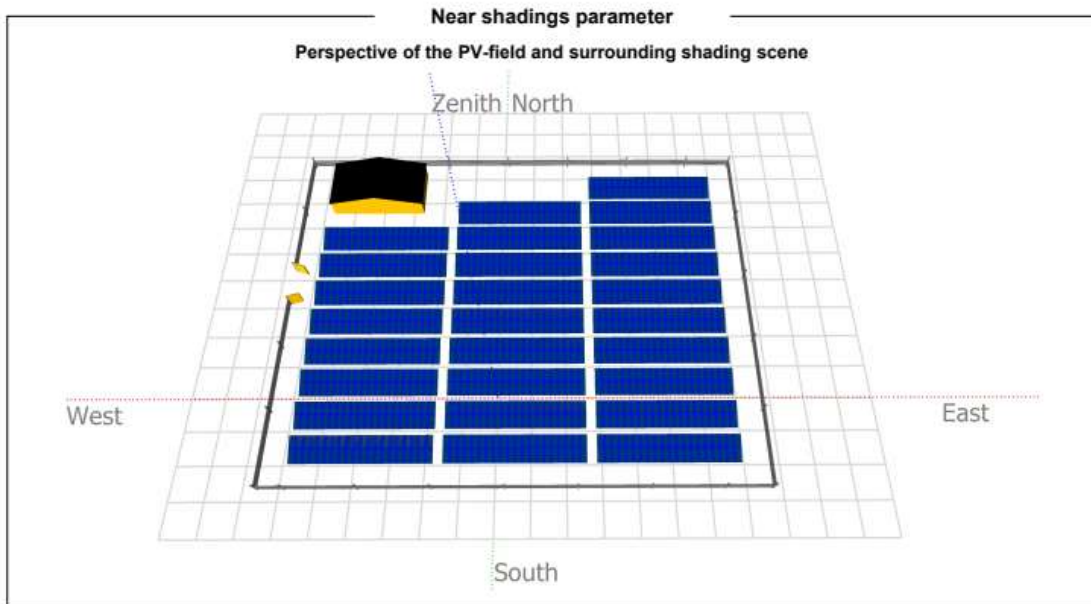 Near shadings parameter
Perspective of the PV-field and surrounding shading scene
Zenith North
West
East
South